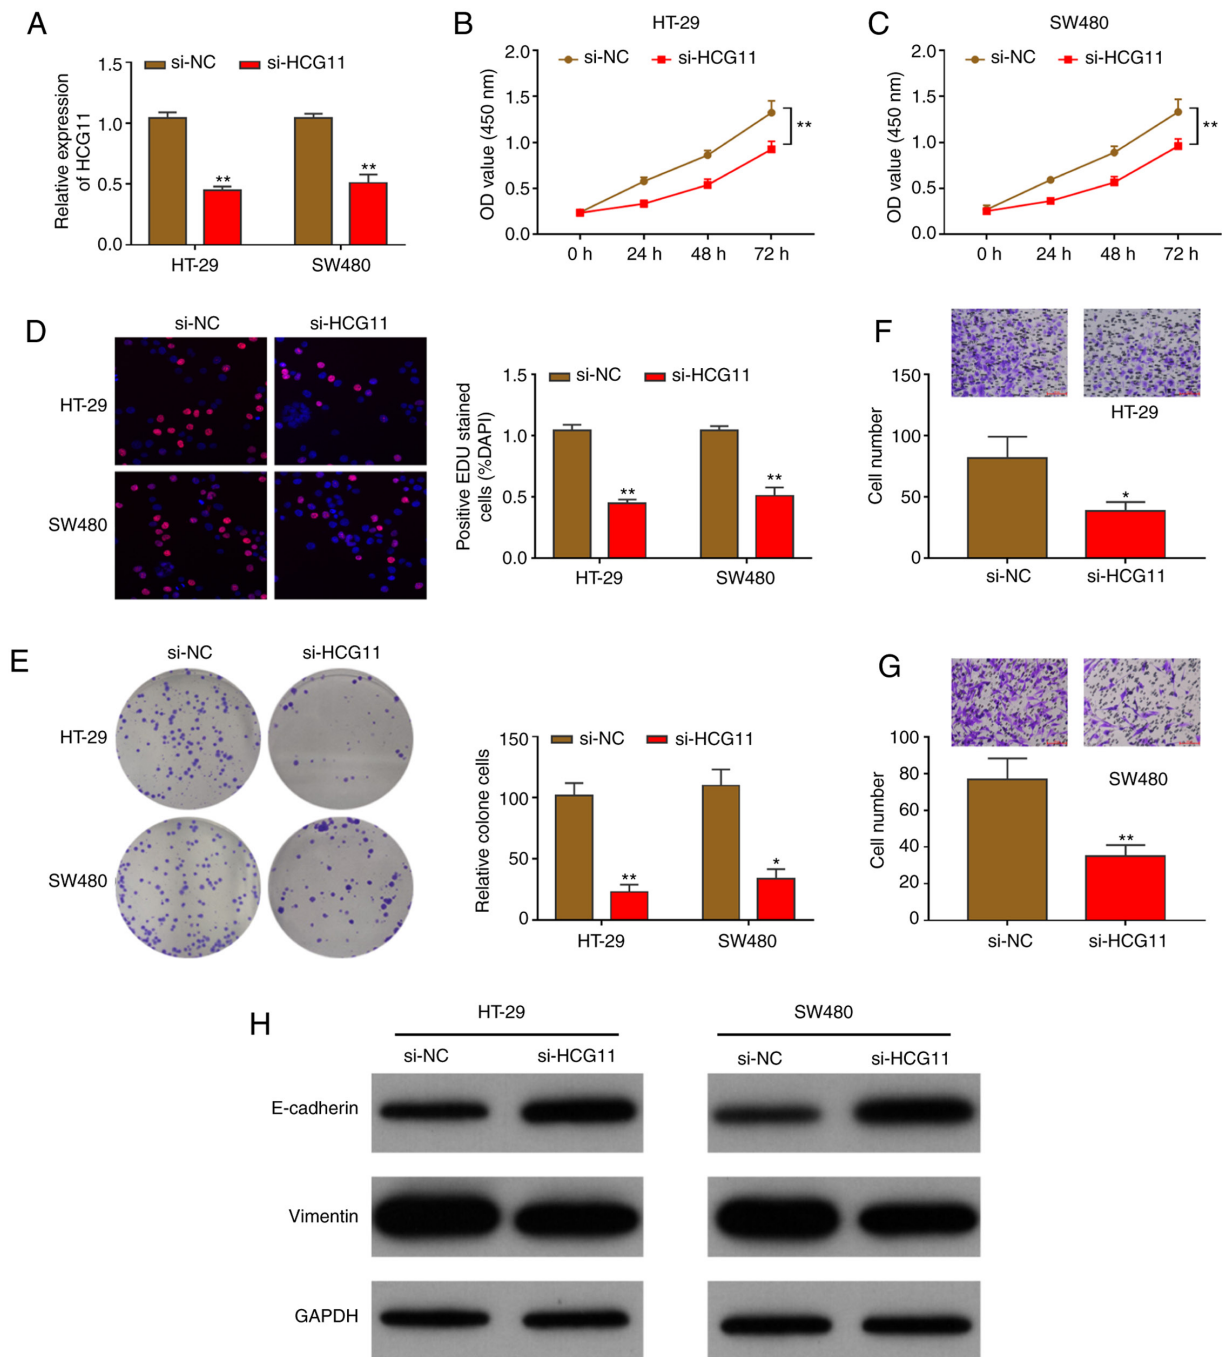 A
Relative expression
of HCG11
1.5
1.0
0.5
0.0
si-NC
si-HCG11
**
**
HT-29
SW480
B
HT-29
OD value (450 nm)
2.0
1.5
1.0
0.5
0.0
si-NC
si-HCG11
**
0 h
24 h
48 h
72 h
C
SW480
OD value (450 nm)
2.0
1.5
1.0
0.5
0.0
si-NC
si-HCG11
**
0 h
24 h
48 h
72 h
D
si-NC
si-HCG11
HT-29
SW480
Positive EDU stained
cells (%DAPI)
1.5
1.0
0.5
0.0
si-NC
si-HCG11
**
**
HT-29
SW480
F
Cell number
150
100
50
0
HT-29
*
si-NC
si-HCG11
E
si-NC
si-HCG11
HT-29
SW480
Relative colone cells
150
100
50
0
si-NC
si-HCG11
**
*
HT-29
SW480
G
Cell number
100
80
60
40
20
0
SW480
**
si-NC
si-HCG11
H
HT-29
SW480
si-NC
si-HCG11
si-NC
si-HCG11
E-cadherin
Vimentin
GAPDH